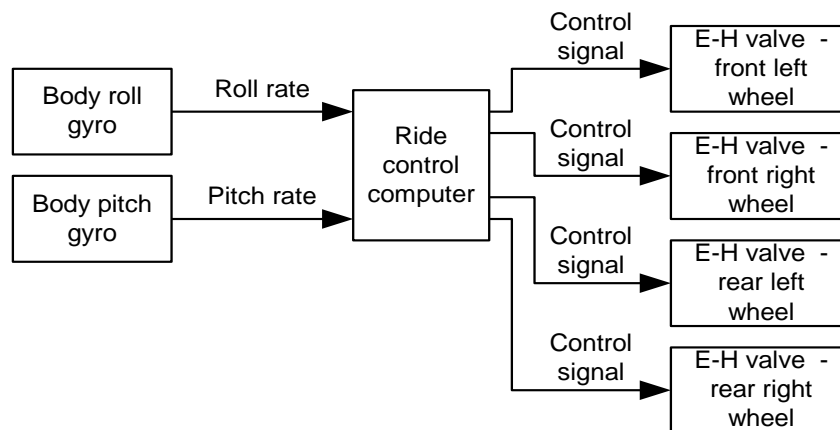 Body roll
gyro
Roll rate
Body pitch
gyro
Pitch rate
Ride
control
computer
Control
signal
E-H valve -
front left
wheel
Control
signal
E-H valve -
front right
wheel
Control
signal
E-H valve -
rear left
wheel
Control
signal
E-H valve -
rear right
wheel